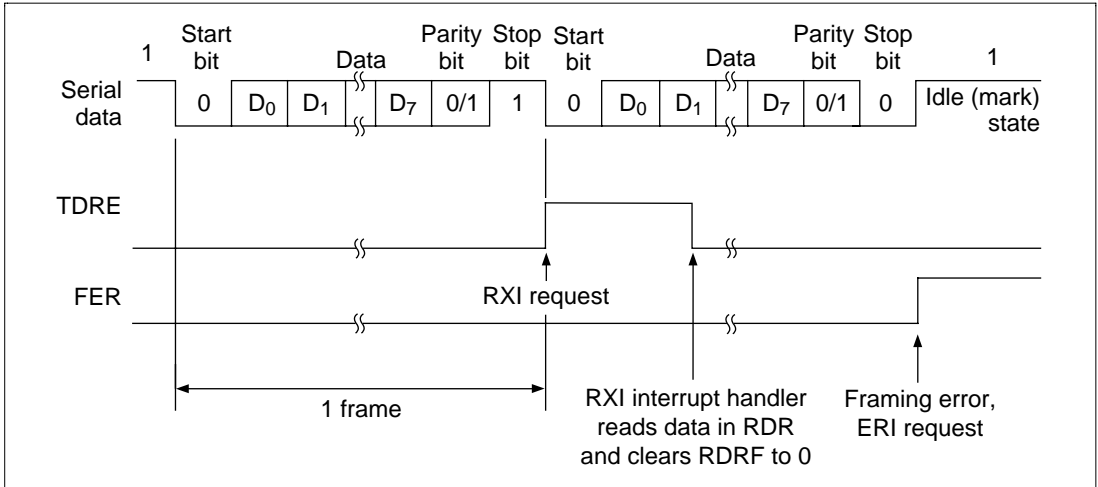 1 Start bit Data Parity bit Stop bit Start bit Data Parity bit Stop bit 1
Serial data 0 D0 D1 D7 0/1 1 0 D0 D1 D7 0/1 0 Idle (mark) state
TDRE
RXI request
FER
1 frame
RXI interrupt handler
reads data in RDR
and clears RDRF to 0
Framing error,
ERI request